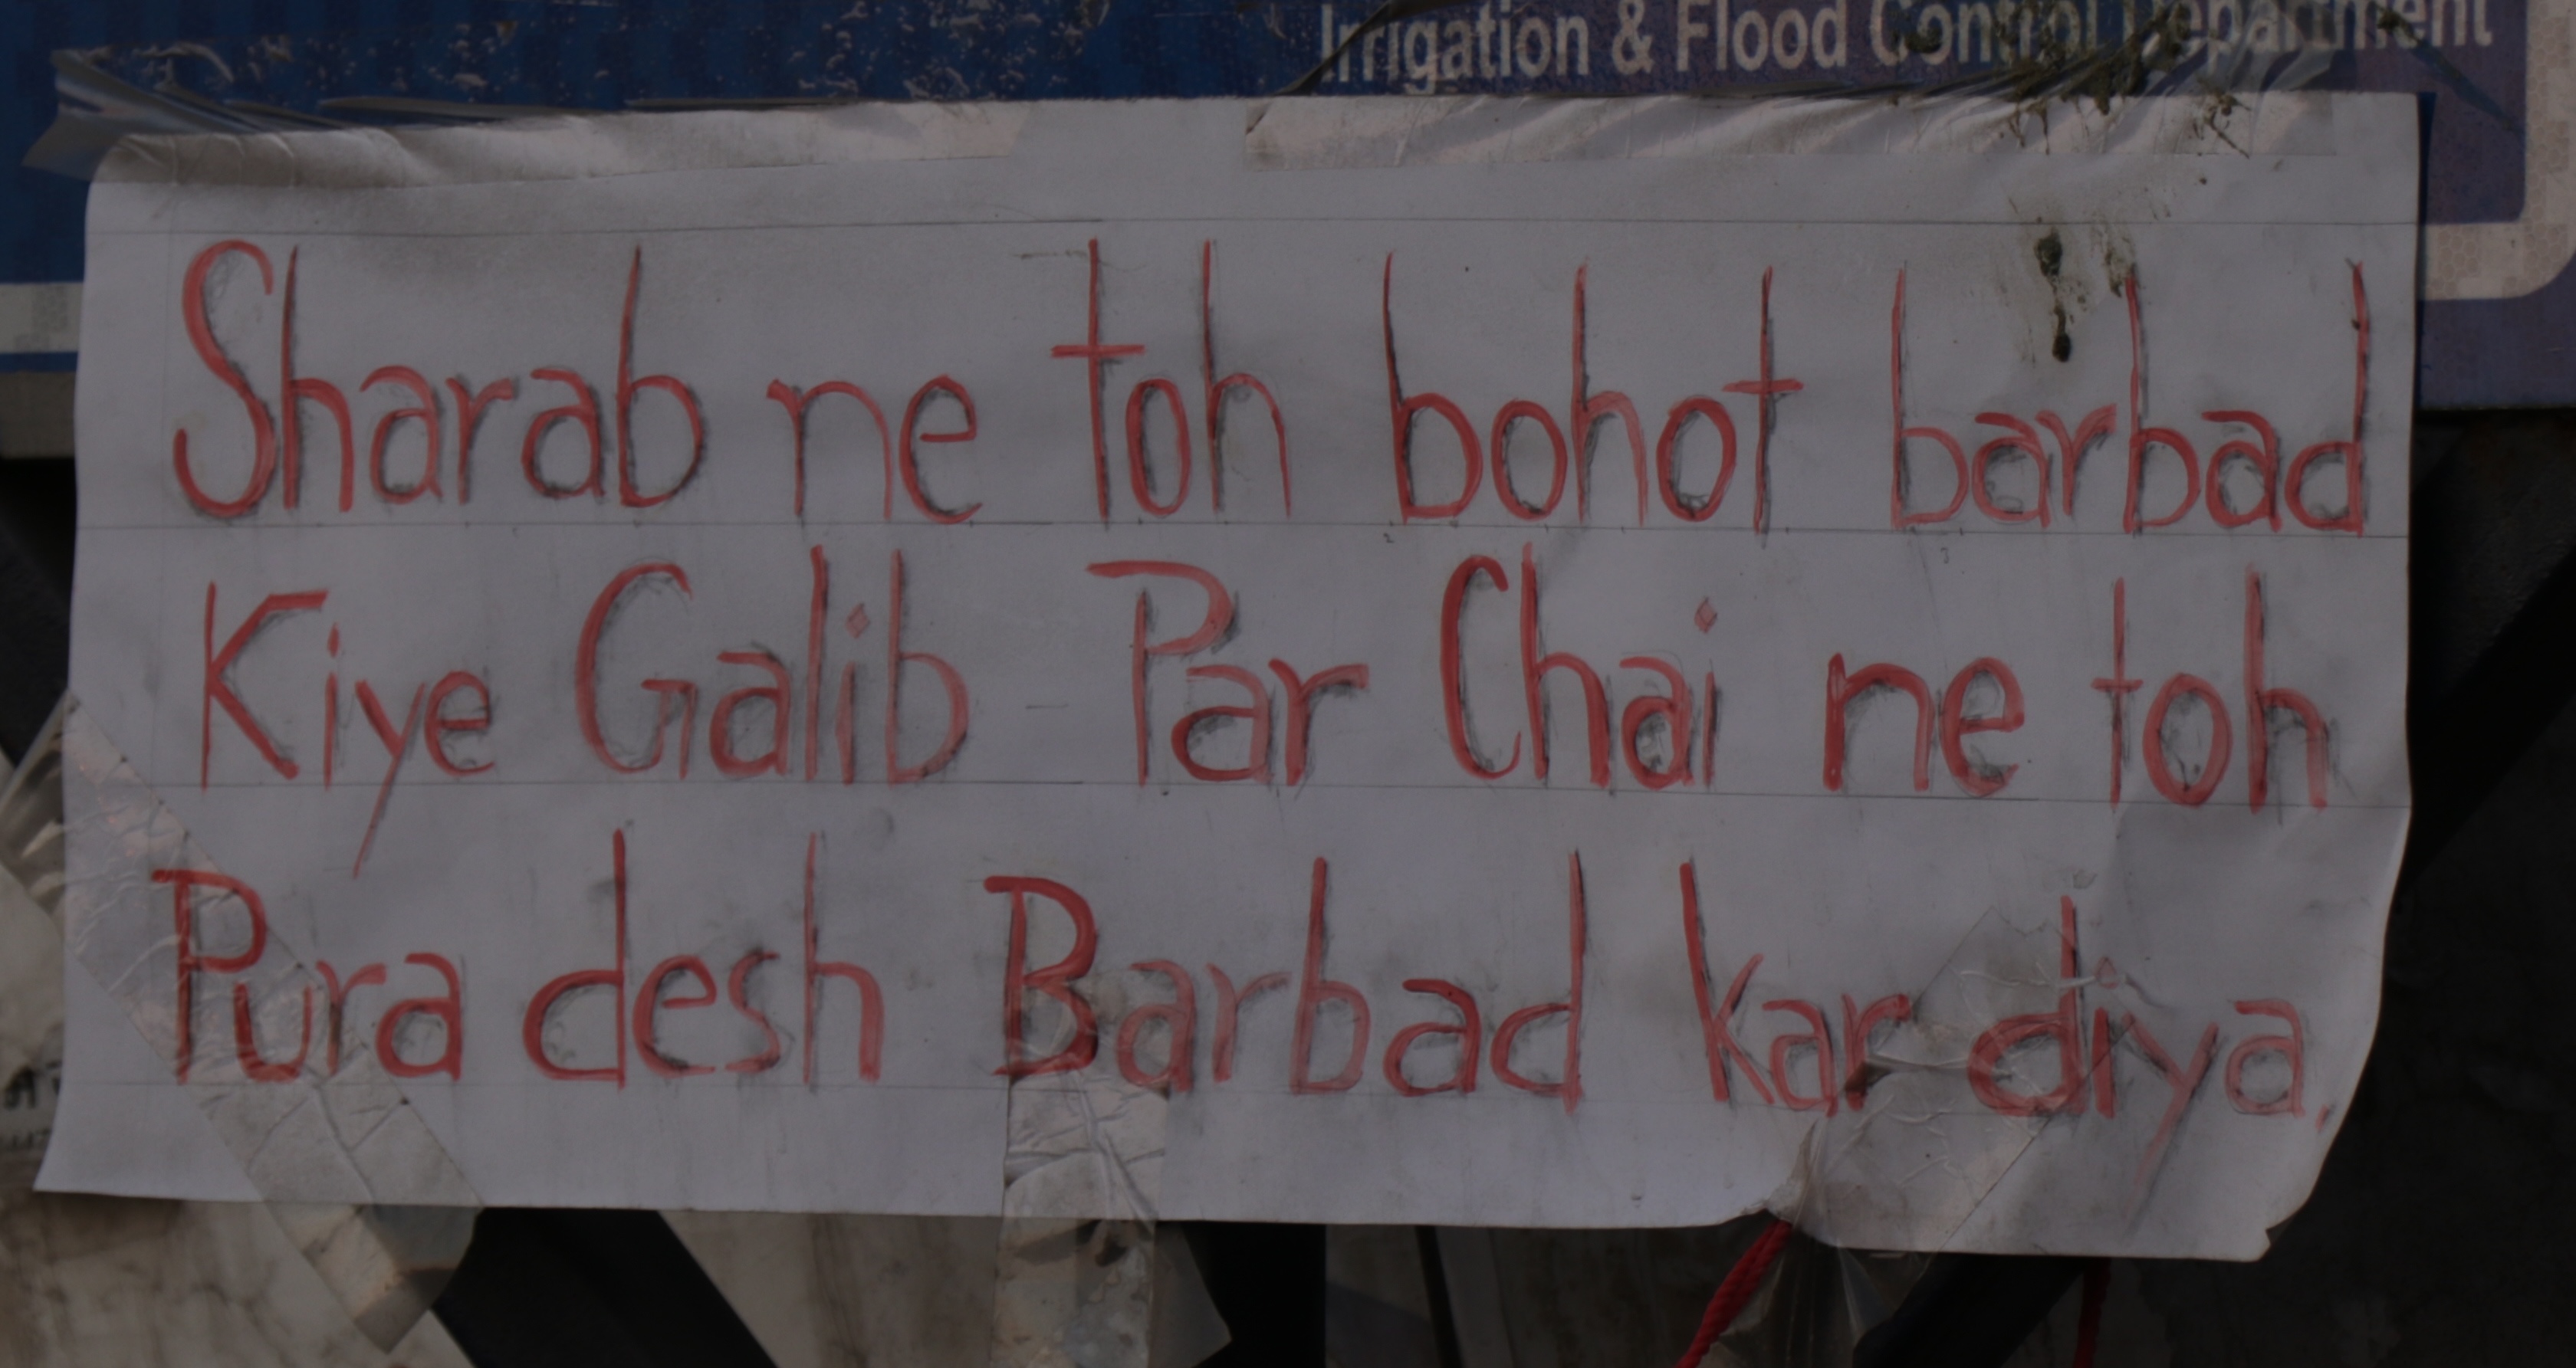 Irrigation & Flood Control Department
Sharab ne toh bohot barbad
Kiye Galib - Par Chai ne toh
Pura desh Barbad kar diya.